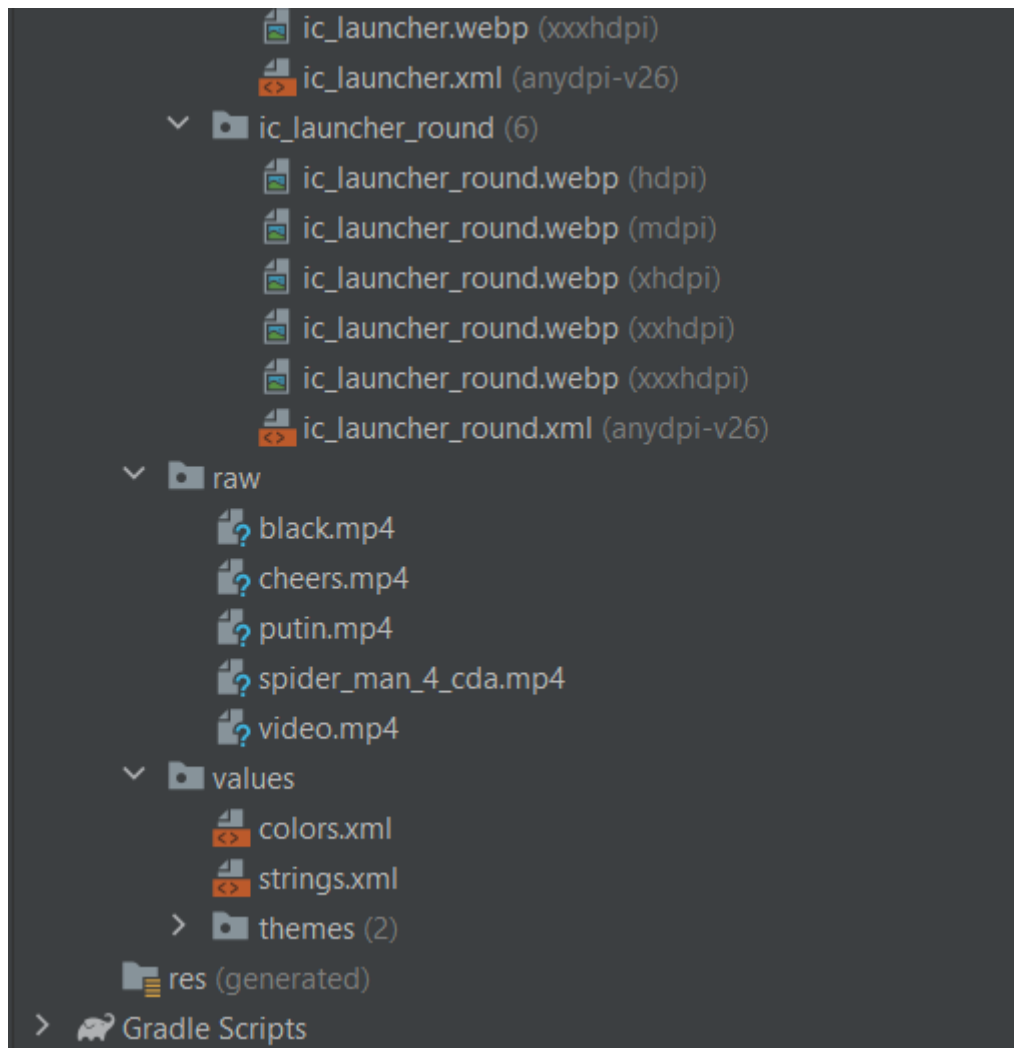 ic_launcher.webp (xxxhdpi)
ic_launcher.xml (anydpi-v26)
ic_launcher_round (6)
ic_launcher_round.webp (hdpi)
ic_launcher_round.webp (mdpi)
ic_launcher_round.webp (xhdpi)
ic_launcher_round.webp (xxhdpi)
ic_launcher_round.webp (xxxhdpi)
ic_launcher_round.xml (anydpi-v26)
raw
black.mp4
cheers.mp4
putin.mp4
spider_man_4_cda.mp4
video.mp4
values
colors.xml
strings.xml
themes (2)
res (generated)
Gradle Scripts